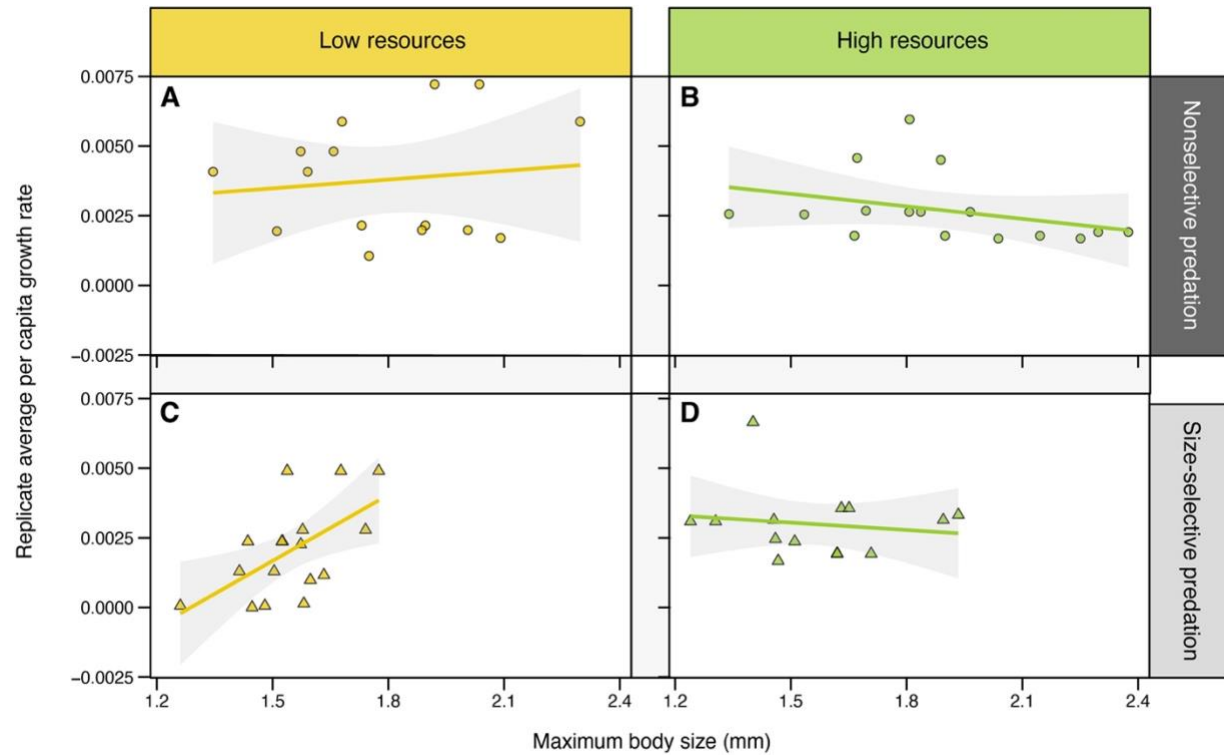 Low resources
High resources
Replicate average per capita growth rate
0.0075
0.0050
0.0025
0.0000
−0.0025
A
B
Nonselective predation
0.0075
0.0050
0.0025
0.0000
−0.0025
C
D
Size-selective predation
1.2 1.5 1.8 2.1 2.4
1.2 1.5 1.8 2.1 2.4
Maximum body size (mm)